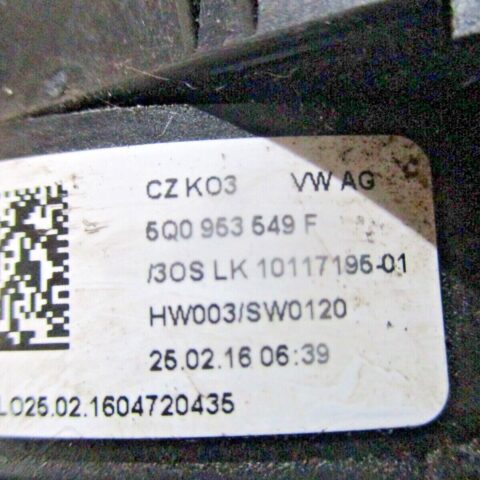 CZ KO3 VW AG
5Q0 953 549 F
/3OS LK 10117195-01
HW003/SW0120
25.02.16 06:39
LO25.02.1604720435